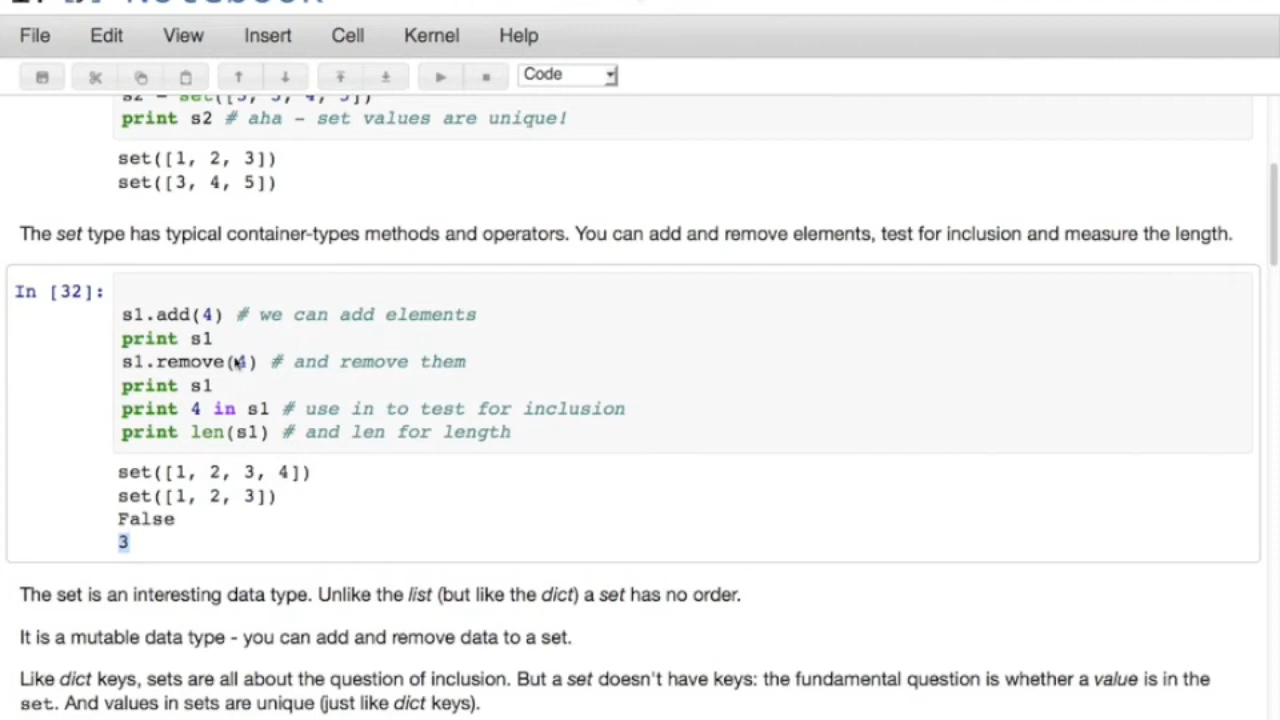 File Edit View Insert Cell Kernel Help
Code
print s2 # aha - set values are unique!
set([1, 2, 3])
set([3, 4, 5])
The set type has typical container-types methods and operators. You can add and remove elements, test for inclusion and measure the length.
In [32]:
s1.add(4) # we can add elements
print s1
s1.remove(4) # and remove them
print s1
print 4 in s1 # use in to test for inclusion
print len(s1) # and len for length
set([1, 2, 3, 4])
set([1, 2, 3])
False
3
The set is an interesting data type. Unlike the list (but like the dict) a set has no order.
It is a mutable data type - you can add and remove data to a set.
Like dict keys, sets are all about the question of inclusion. But a set doesn't have keys: the fundamental question is whether a value is in the
set. And values in sets are unique (just like dict keys).